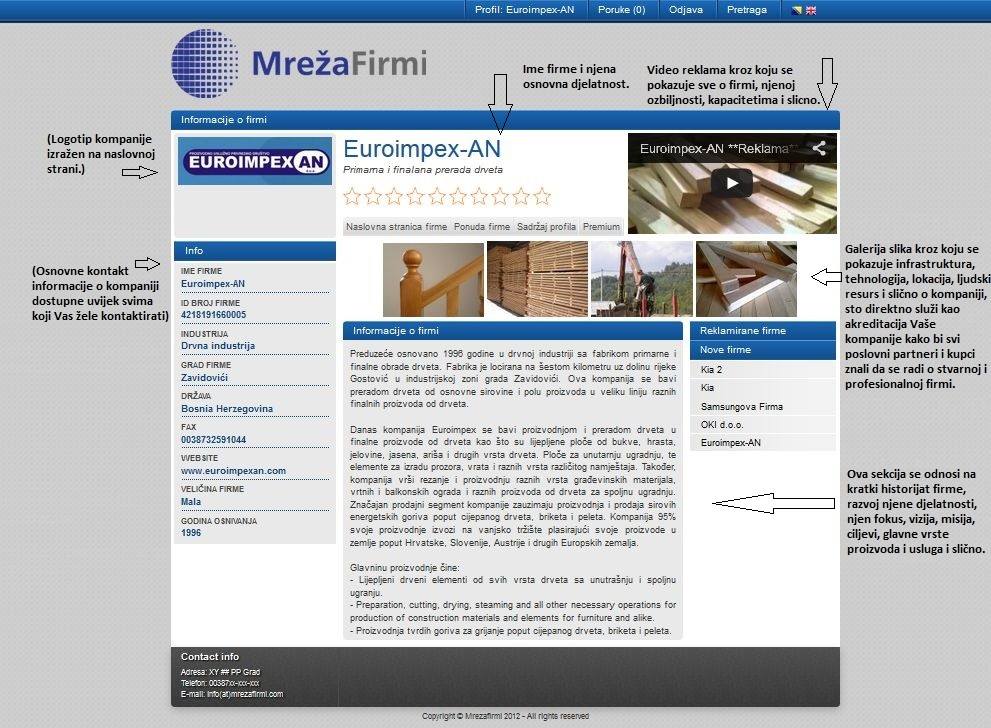 Profil: Euroimpex-AN
Poruke (0)
Odjava
Pretraga
MrežaFirmi
Ime firme i njena
osnovna djelatnost.
Video reklama kroz koju se
pokazuje sve o firmi, njenoj
ozbiljnosti, kapacitetima i slicno.
Informacije o firmi
(Logotip kompanije
izražen na naslovnoj
strani.)
EUROIMPEX AN
Euroimpex-AN
Primarna i finalana prerada drveta
Euroimpex-AN **Reklama**
Naslovna stranica firme
Ponuda firme
Sadržaj profila
Premium
Info
(Osnovne kontakt
informacije o kompaniji
dostupne uvijek svima
koji Vas žele kontaktirati)
IME FIRME
Euroimpex-AN
ID BROJ FIRME
4218191660005
INDUSTRIJA
Drvna industrija
GRAD FIRME
Zavidovići
DRŽAVA
Bosnia Herzegovina
FAX
0038732591044
WEBSITE
www.euroimpexan.com
VELIČINA FIRME
Mala
GODINA OSNIVANJA
1996
Informacije o firmi
Preduzeće osnovano 1996 godine u drvnoj industriji sa fabrikom primarne i
finalne obrade drveta. Fabrika je locirana na šestom kilometru uz dolinu rijeke
Gostović u industrijskoj zoni grada Zavidovići. Ova kompanija se bavi
preradom drveta od osnovne sirovine i polu proizvoda u veliku liniju raznih
finalnih proizvoda od drveta.
Danas kompanija Euroimpex se bavi proizvodnjom i preradom drveta u
finalne proizvode od drveta kao što su lijepljene ploče od bukve, hrasta,
jelovine, jasena, ariša i drugih vrsta drveta. Ploče za unutarnju ugradnju, te
elemente za izradu prozora, vrata i raznih vrsta različitog namještaja. Također,
kompanija vrši rezanje i proizvodnju raznih vrsta građevinskih materijala,
vrtnih i balkonskih ograda i raznih proizvoda od drveta za spoljnu ugradnju.
Značajan prodajni segment kompanije zauzimaju proizvodnja i prodaja sirovih
energetskih goriva poput cijepanog drveta, briketa i peleta. Kompanija 95%
svoje proizvodnje izvozi na vanjsko tržište plasirajući svoje proizvode u
zemlje poput Hrvatske, Slovenije, Austrije i drugih Europskih zemalja.
Glavninu proizvodnje čine:
- Lijepljeni drveni elementi od svih vrsta drveta sa unutrašnju i spoljnu
ugranju.
- Preparation, cutting, drying, steaming and all other necessary operations for
production of construction materials and elements for furniture and alike.
- Proizvodnja tvrdih goriva za grijanje poput cijepanog drveta, briketa i peleta.
Reklamirane firme
Nove firme
Kia 2
Kia
Samsungova Firma
OKI d.o.o.
Euroimpex-AN
Galerija slika kroz koju se
pokazuje infrastruktura,
tehnologija, lokacija, ljudski
resurs i slično o kompaniji,
sto direktno služi kao
akreditacija Vaše
kompanije kako bi svi
poslovni partneri i kupci
znali da se radi o stvarnoj i
profesionalnoj firmi.
Ova sekcija se odnosi na
kratki historijat firme,
razvoj njene djelatnosti,
njen fokus, vizija, misija,
ciljevi, glavne vrste
proizvoda i usluga i slično.
Contact info
Adresa: XY ## PP Grad
Telefon: 00387xx-xxx-xxx
E-mail: info(at)mrezafirmi.com
Copyright © Mrezafirmi 2012 - All rights reserved